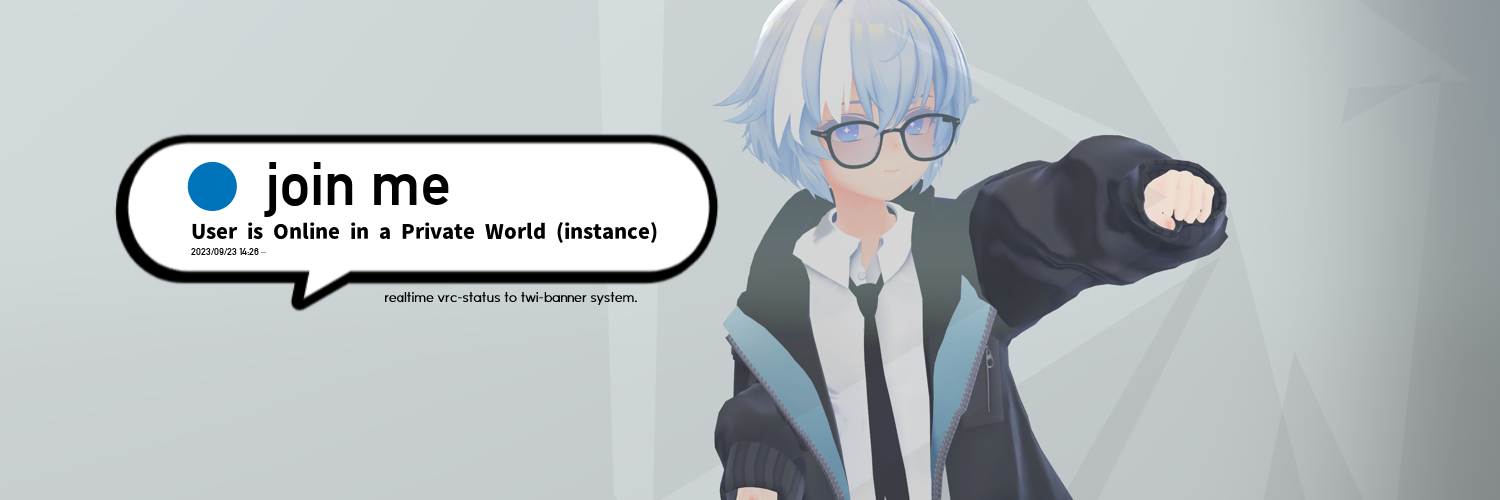 join me
User is Online in a Private World (instance)
2023/09/23 14:26 –
realtime vrc-status to twi-banner system.